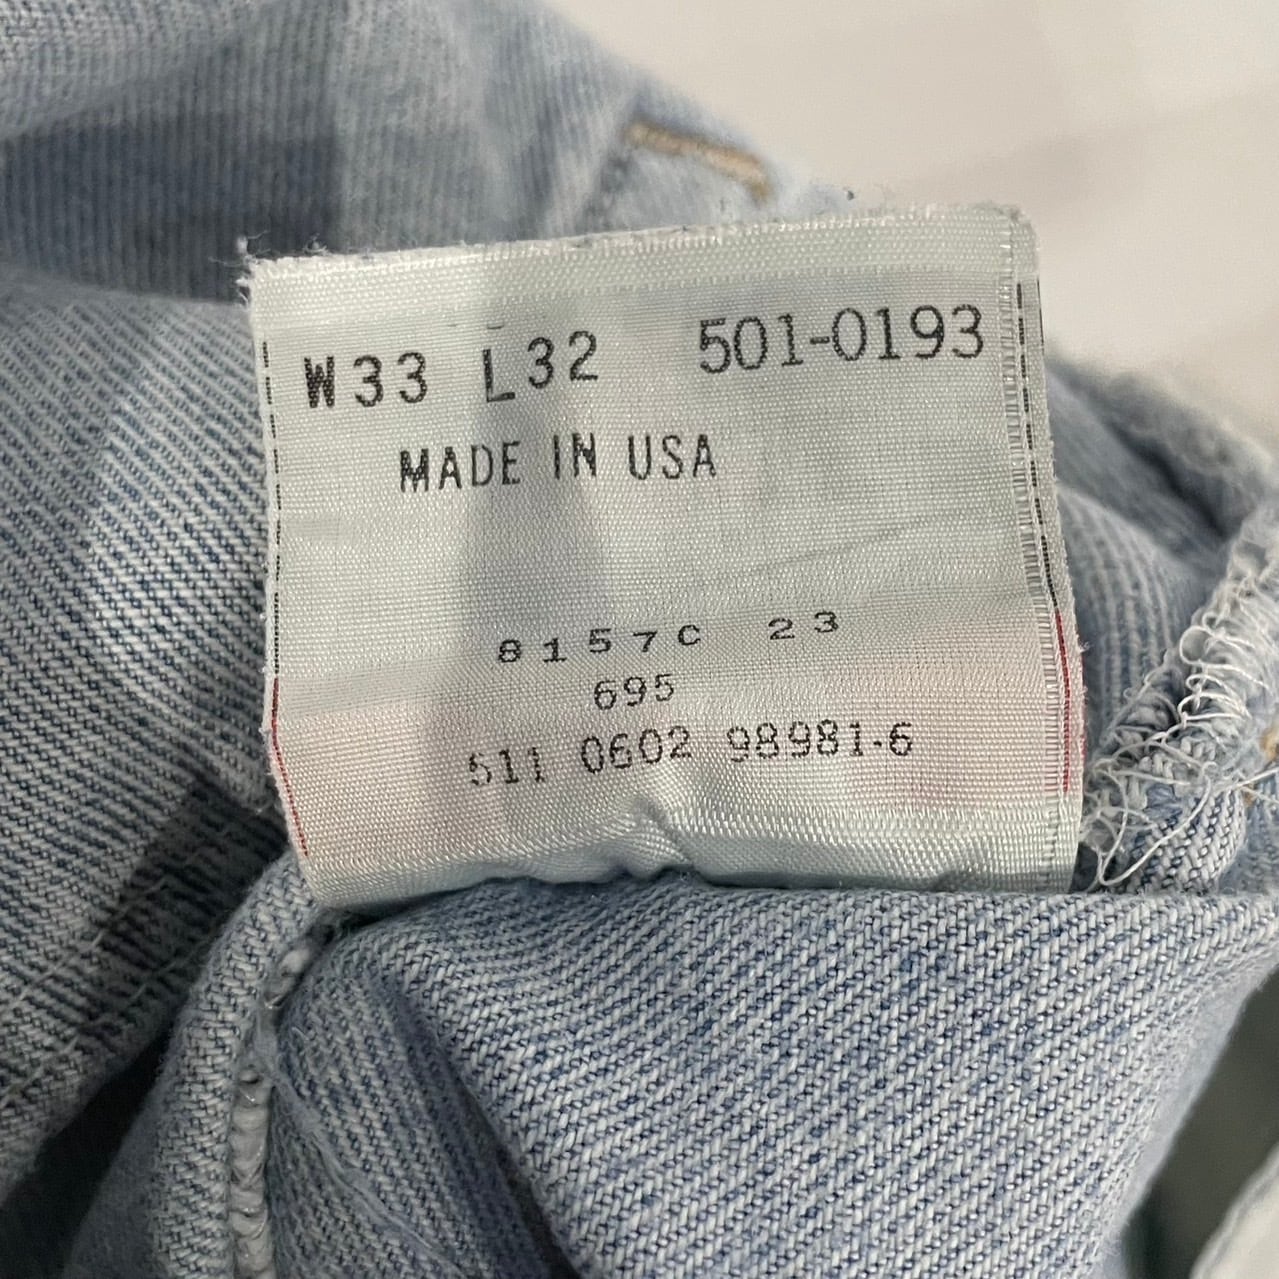 W33 L32 501-0193
MADE IN USA
8157C 23
695
511 0602 98981-6